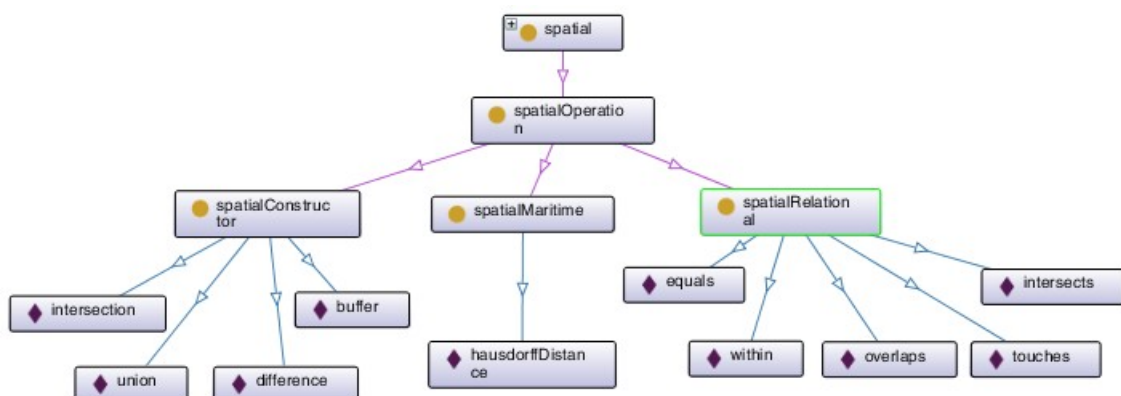 spatial
spatialOperatio
n
spatialConstruc
tor
spatialMaritime
spatialRelation
al
equals
intersects
intersection
buffer
within
overlaps
touches
hausdorffDistan
ce
union
difference